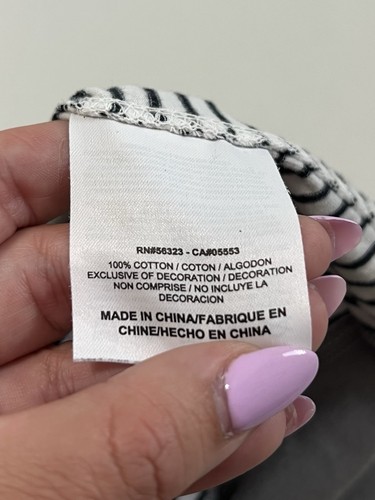 RN#56323 - CA#05553
100% COTTON / COTON / ALGODON
EXCLUSIVE OF DECORATION / DECORATION
NON COMPRISE / NO INCLUYE LA
DECORACION
MADE IN CHINA/FABRIQUE EN
CHINE/HECHO EN CHINA